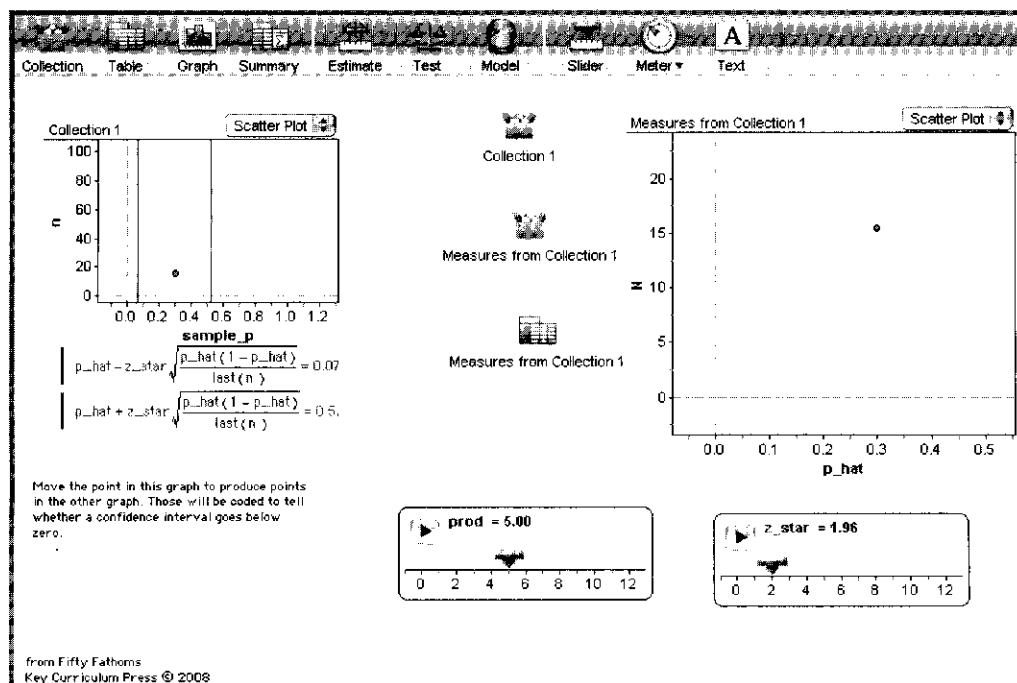 Collection Table Graph Summary Estimate Test Model Slider Meter Text
Collection 1
Scatter Plot
100
80
60
40
20
0
n
0.0 0.2 0.4 0.6 0.8 1.0 1.2
sample_p
p_hat - z_star √(p_hat (1 - p_hat) / last (n)) = 0.07
p_hat + z_star √(p_hat (1 - p_hat) / last (n)) = 0.5
Move the point in this graph to produce points
in the other graph. Those will be coded to tell
whether a confidence interval goes below
zero.
Collection 1
Measures from Collection 1
Measures from Collection 1
Measures from Collection 1
Scatter Plot
20
15
10
5
0
N
0.0 0.1 0.2 0.3 0.4 0.5
p_hat
prod = 5.00
0 2 4 6 8 10 12
z_star = 1.96
0 2 4 6 8 10 12
from Fifty Fathoms
Key Curriculum Press © 2008